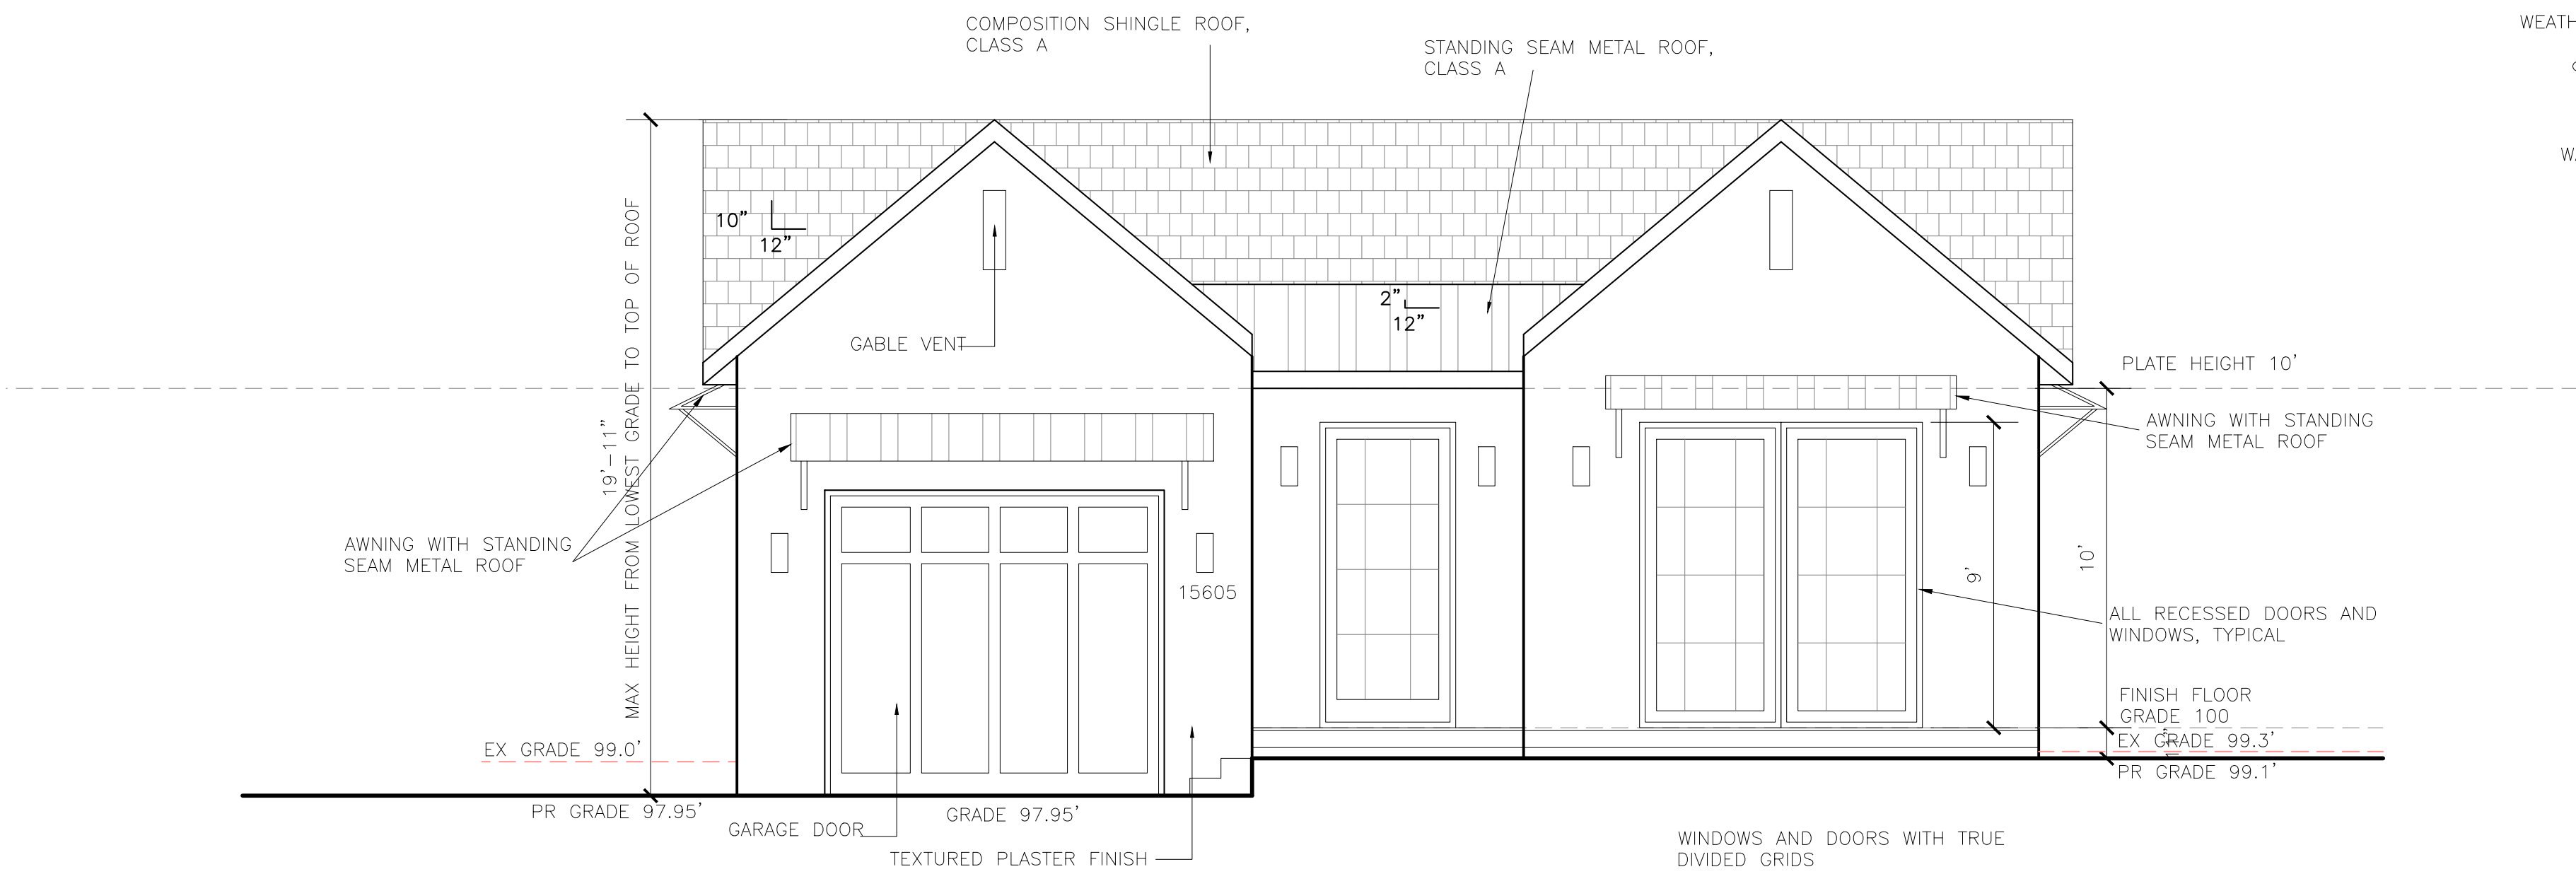 COMPOSITION SHINGLE ROOF,
CLASS A
STANDING SEAM METAL ROOF,
CLASS A
10"
12"
2"
12"
GABLE VENT
19'-11"
MAX HEIGHT FROM LOWEST GRADE TO TOP OF ROOF
PLATE HEIGHT 10'
AWNING WITH STANDING
SEAM METAL ROOF
AWNING WITH STANDING
SEAM METAL ROOF
15605
9'
10'
ALL RECESSED DOORS AND
WINDOWS, TYPICAL
FINISH FLOOR
GRADE 100
EX GRADE 99.0'
EX GRADE 99.3'
PR GRADE 99.1'
PR GRADE 97.95'
GRADE 97.95'
GARAGE DOOR
TEXTURED PLASTER FINISH
WINDOWS AND DOORS WITH TRUE
DIVIDED GRIDS